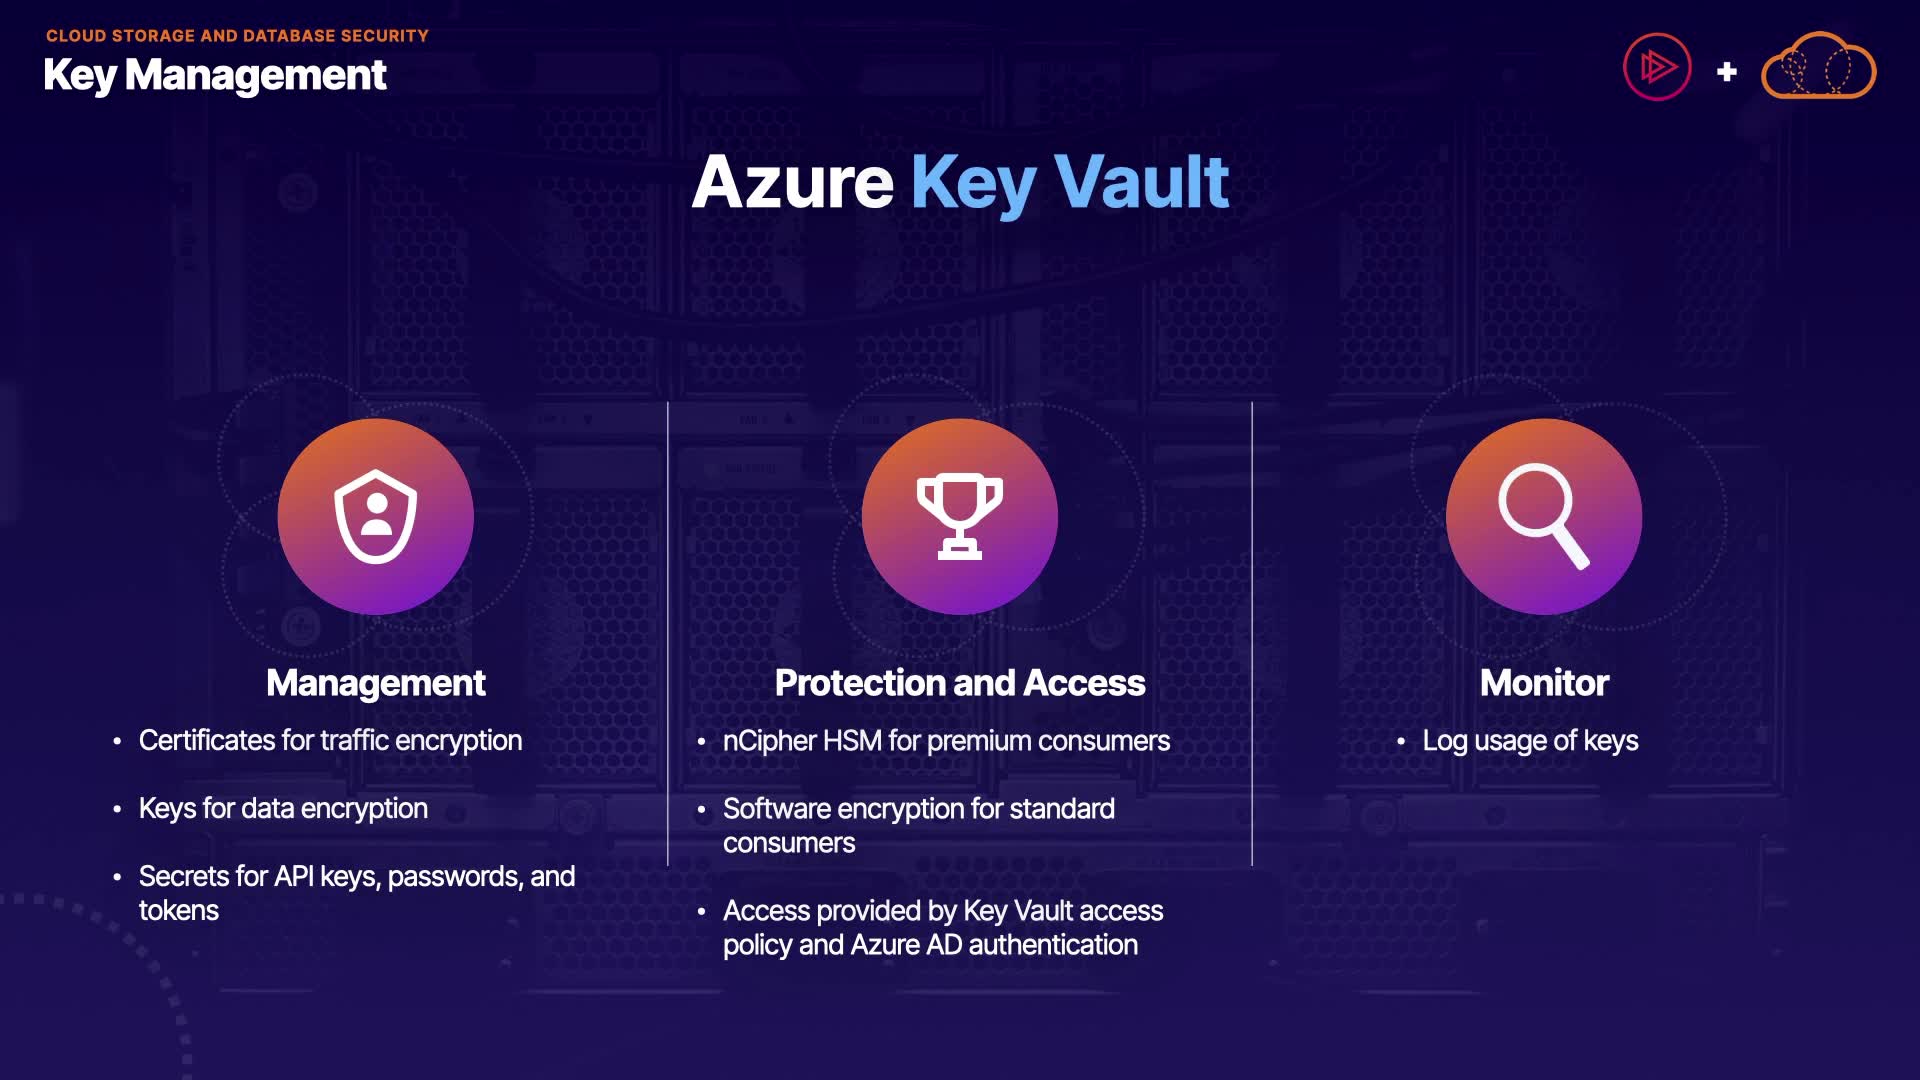 CLOUD STORAGE AND DATABASE SECURITY
Key Management
Azure Key Vault
Management
• Certificates for traffic encryption
• Keys for data encryption
• Secrets for API keys, passwords, and
tokens
Protection and Access
• nCipher HSM for premium consumers
• Software encryption for standard
consumers
• Access provided by Key Vault access
policy and Azure AD authentication
Monitor
• Log usage of keys